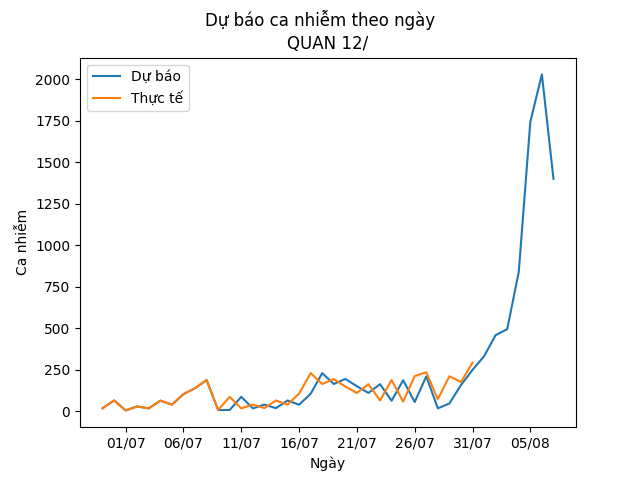 Dự báo ca nhiễm theo ngày
QUAN 12/
Dự báo
Thực tế
Ca nhiễm
2000
1750
1500
1250
1000
750
500
250
0
01/07
06/07
11/07
16/07
21/07
26/07
31/07
05/08
Ngày